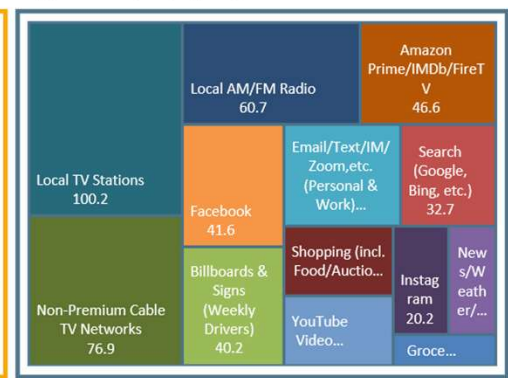 Local TV Stations
100.2
Non-Premium Cable
TV Networks
76.9
Local AM/FM Radio
60.7
Facebook
41.6
Billboards &
Signs
(Weekly
Drivers)
40.2
Amazon
Prime/IMDb/FireT
V
46.6
Email/Text/IM/
Zoom,etc.
(Personal &
Work)...
Search
(Google,
Bing, etc.)
32.7
Shopping (incl.
Food/Auctio...
YouTube
Video...
Instag
ram
20.2
New
s/W
eath
er/...
Groce...